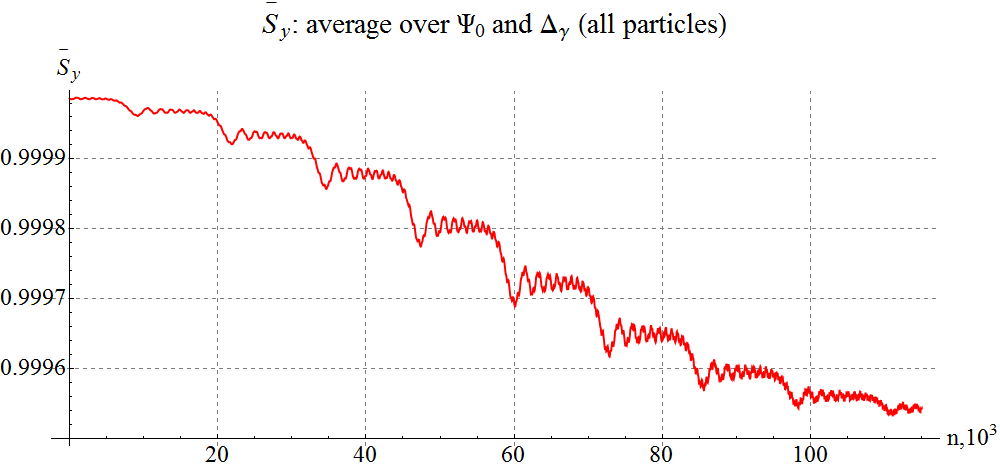 S̄y: average over Ψ0 and Δγ (all particles)
S̄y
0.9999
0.9998
0.9997
0.9996
20 40 60 80 100 n,10³